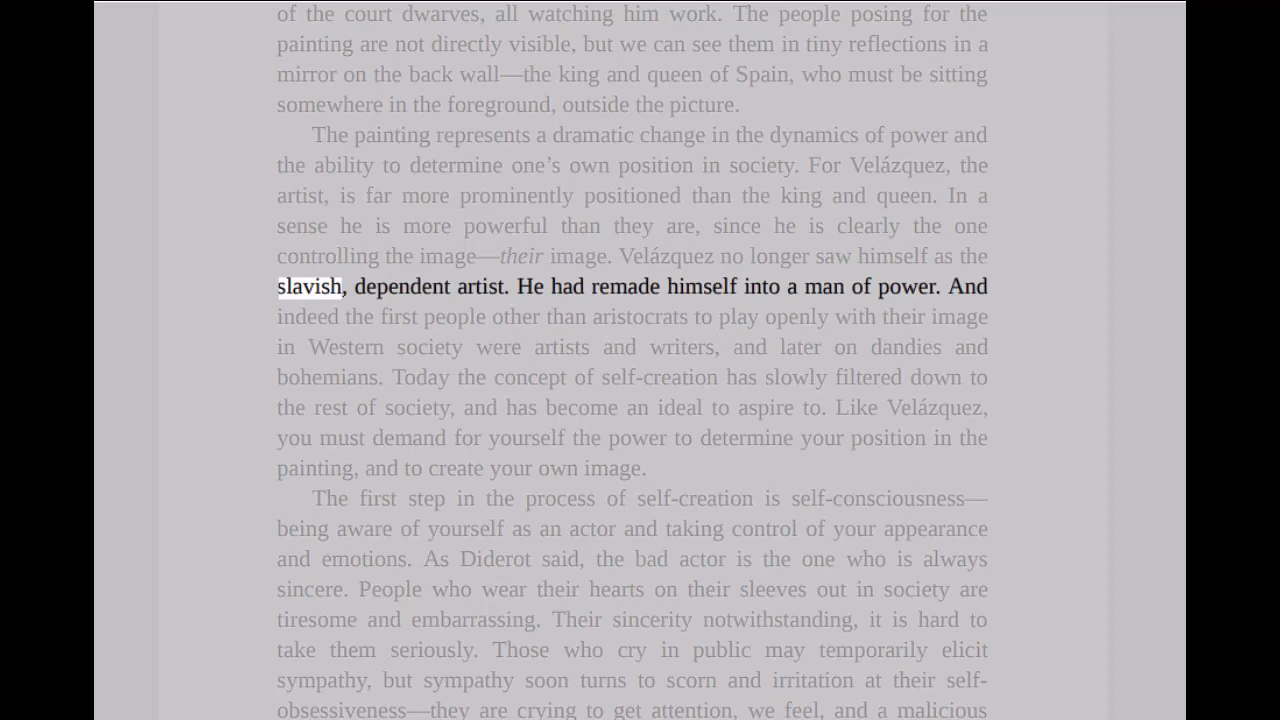 of the court dwarves, all watching him work. The people posing for the
painting are not directly visible, but we can see them in tiny reflections in a
mirror on the back wall—the king and queen of Spain, who must be sitting
somewhere in the foreground, outside the picture.
The painting represents a dramatic change in the dynamics of power and
the ability to determine one’s own position in society. For Velázquez, the
artist, is far more prominently positioned than the king and queen. In a
sense he is more powerful than they are, since he is clearly the one
controlling the image—their image. Velázquez no longer saw himself as the
slavish, dependent artist. He had remade himself into a man of power. And
indeed the first people other than aristocrats to play openly with their image
in Western society were artists and writers, and later on dandies and
bohemians. Today the concept of self-creation has slowly filtered down to
the rest of society, and has become an ideal to aspire to. Like Velázquez,
you must demand for yourself the power to determine your position in the
painting, and to create your own image.
The first step in the process of self-creation is self-consciousness—
being aware of yourself as an actor and taking control of your appearance
and emotions. As Diderot said, the bad actor is the one who is always
sincere. People who wear their hearts on their sleeves out in society are
tiresome and embarrassing. Their sincerity notwithstanding, it is hard to
take them seriously. Those who cry in public may temporarily elicit
sympathy, but sympathy soon turns to scorn and irritation at their self-
obsessiveness—they are crying to get attention, we feel, and a malicious